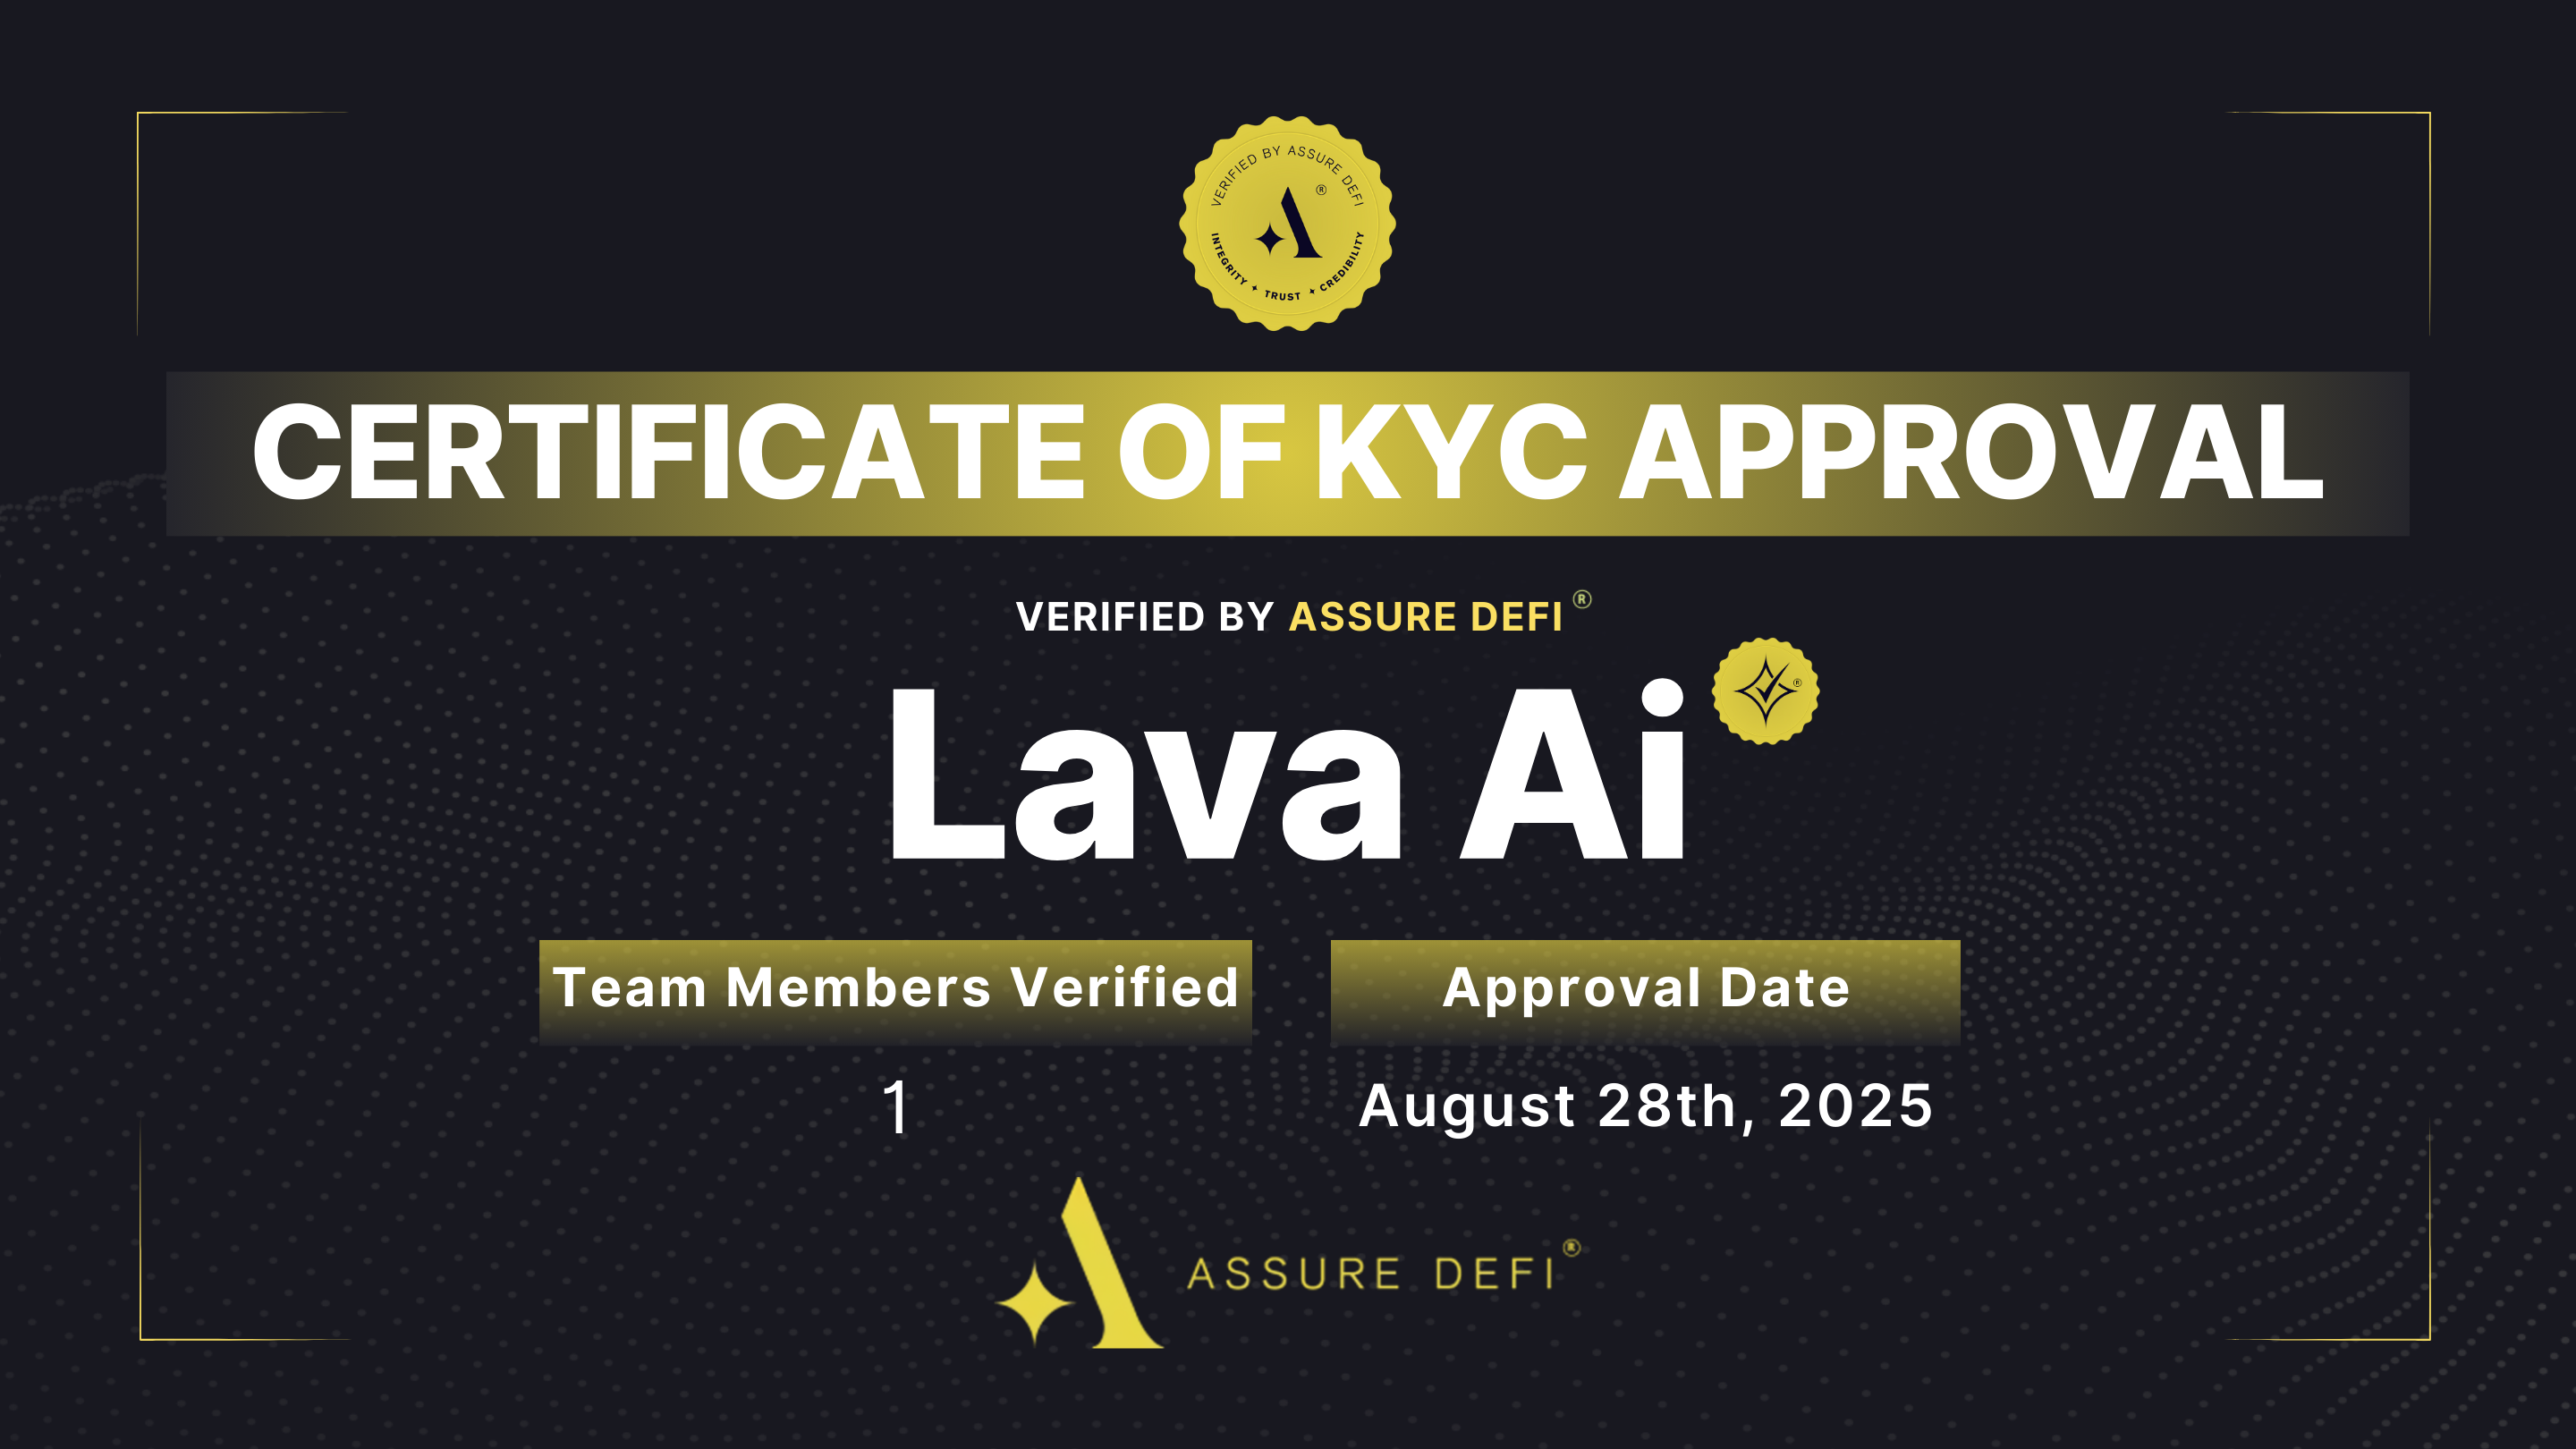 VERIFIED BY ASSURE DEFI
®
INTEGRITY ✦ TRUST ✦ CREDIBILITY
CERTIFICATE OF KYC APPROVAL
VERIFIED BY ASSURE DEFI®
Lava Ai
®
Team Members Verified
1
Approval Date
August 28th, 2025
ASSURE DEFI®